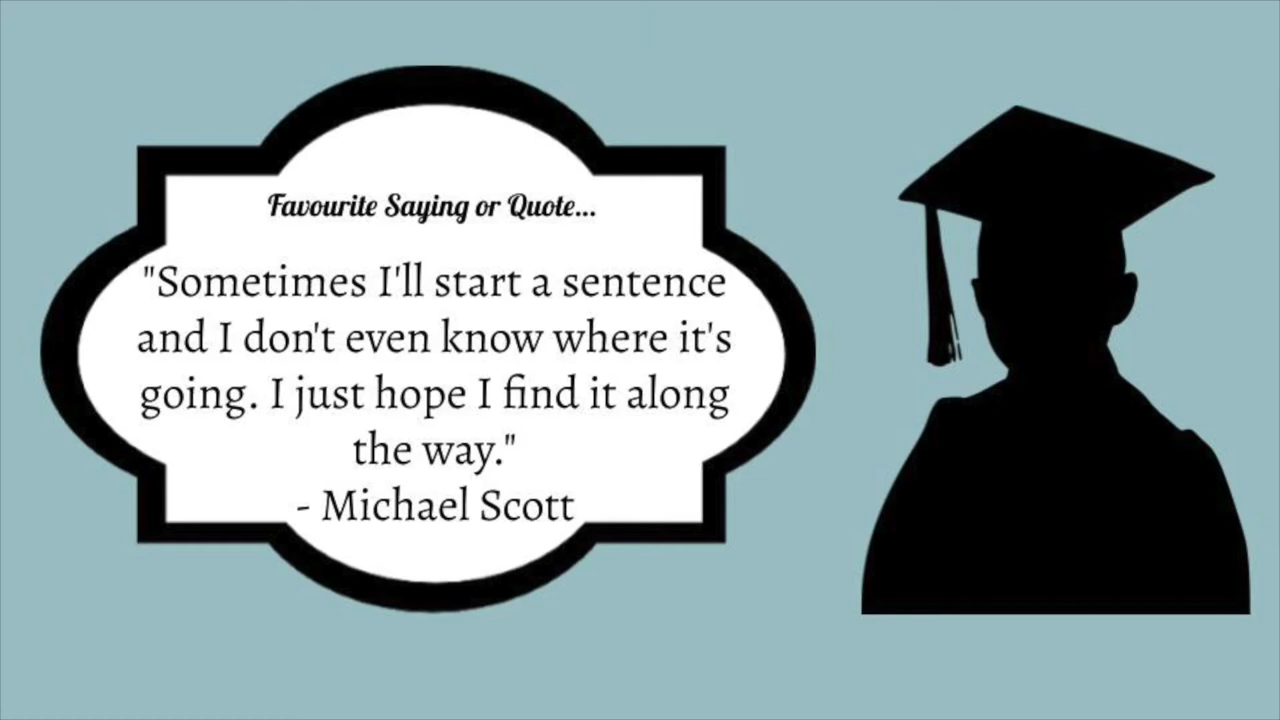 Favourite Saying or Quote...
"Sometimes I'll start a sentence
and I don't even know where it's
going. I just hope I find it along
the way."
- Michael Scott